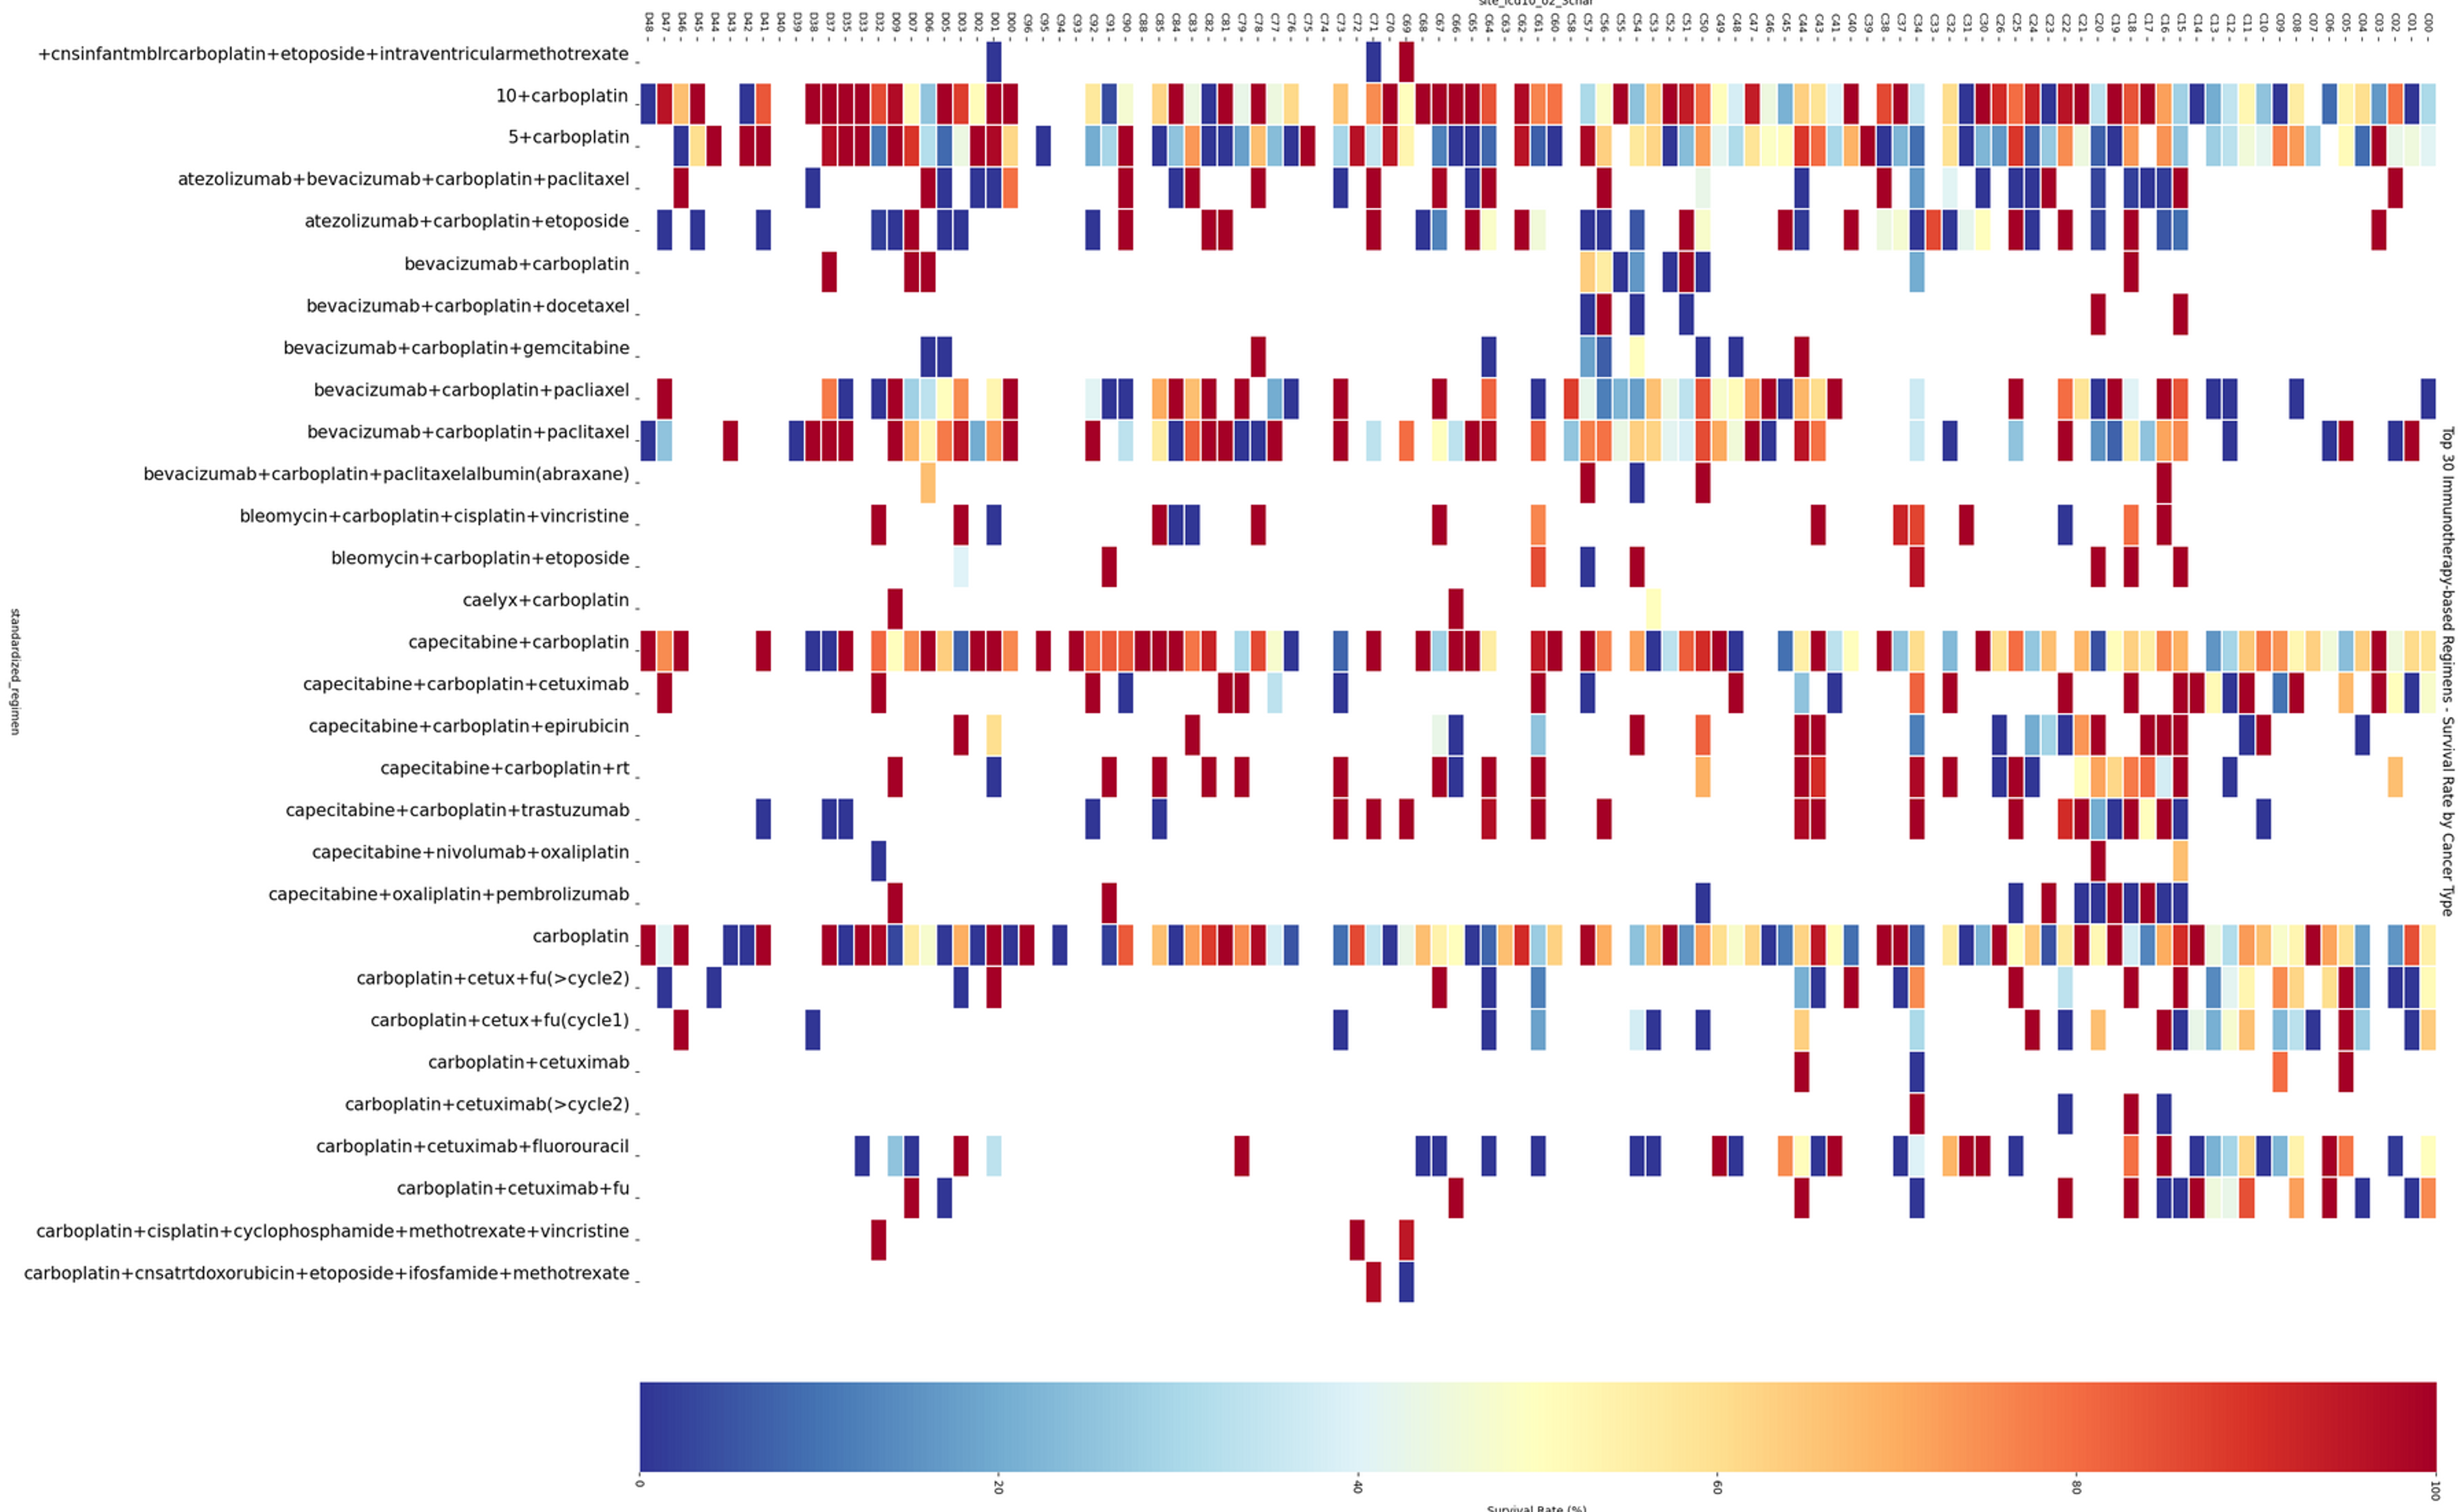 site_icd10_02_3char
D48 D47 D46 D45 D44 D43 D42 D41 D40 D39 D38 D37 D35 D33 D32 D09 D07 D06 D05 D03 D02 D01 D00 C96 C95 C94 C93 C92 C91 C90 C88 C85 C84 C83 C82 C81 C79 C78 C77 C76 C75 C74 C73 C72 C71 C70 C69 C68 C67 C66 C65 C64 C63 C62 C61 C60 C58 C57 C56 C55 C54 C53 C52 C51 C50 C49 C48 C47 C46 C45 C44 C43 C41 C40 C39 C38 C37 C34 C33 C32 C31 C30 C26 C25 C24 C23 C22 C21 C20 C19 C18 C17 C16 C15 C14 C13 C12 C11 C10 C09 C08 C07 C06 C05 C04 C03 C02 C01 C00
+cnsinfantmblrcarboplatin+etoposide+intraventricularmethotrexate
10+carboplatin
5+carboplatin
atezolizumab+bevacizumab+carboplatin+paclitaxel
atezolizumab+carboplatin+etoposide
bevacizumab+carboplatin
bevacizumab+carboplatin+docetaxel
bevacizumab+carboplatin+gemcitabine
bevacizumab+carboplatin+pacliaxel
bevacizumab+carboplatin+paclitaxel
bevacizumab+carboplatin+paclitaxelalbumin(abraxane)
bleomycin+carboplatin+cisplatin+vincristine
bleomycin+carboplatin+etoposide
caelyx+carboplatin
capecitabine+carboplatin
capecitabine+carboplatin+cetuximab
capecitabine+carboplatin+epirubicin
capecitabine+carboplatin+rt
capecitabine+carboplatin+trastuzumab
capecitabine+nivolumab+oxaliplatin
capecitabine+oxaliplatin+pembrolizumab
carboplatin
carboplatin+cetux+fu(>cycle2)
carboplatin+cetux+fu(cycle1)
carboplatin+cetuximab
carboplatin+cetuximab(>cycle2)
carboplatin+cetuximab+fluorouracil
carboplatin+cetuximab+fu
carboplatin+cisplatin+cyclophosphamide+methotrexate+vincristine
carboplatin+cnsatrtdoxorubicin+etoposide+ifosfamide+methotrexate
standardized_regimen
Top 30 Immunotherapy-based Regimens - Survival Rate by Cancer Type
0 20 40 60 80 100
Survival Rate (%)